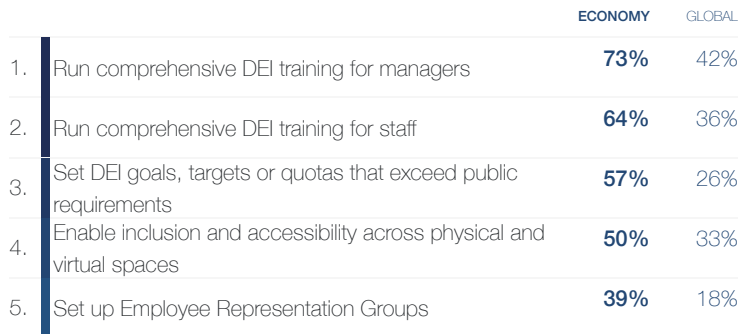 ECONOMY GLOBAL
1. Run comprehensive DEI training for managers 73% 42%
2. Run comprehensive DEI training for staff 64% 36%
3. Set DEI goals, targets or quotas that exceed public requirements 57% 26%
4. Enable inclusion and accessibility across physical and virtual spaces 50% 33%
5. Set up Employee Representation Groups 39% 18%